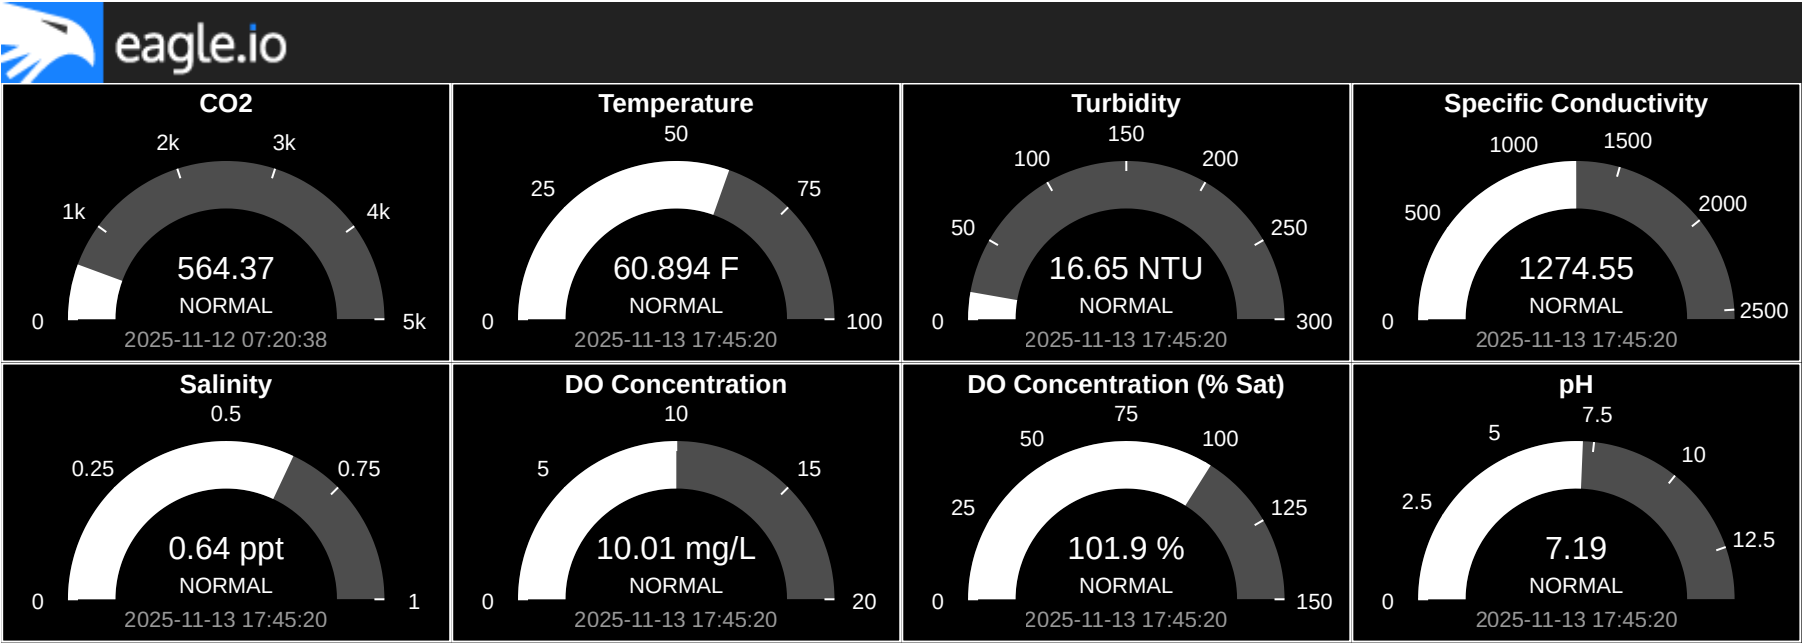 eagle.io
CO2
0
1k
2k
3k
4k
5k
564.37
NORMAL
2025-11-12 07:20:38
Temperature
0
25
50
75
100
60.894 F
NORMAL
2025-11-13 17:45:20
Turbidity
0
50
100
150
200
250
300
16.65 NTU
NORMAL
2025-11-13 17:45:20
Specific Conductivity
0
500
1000
1500
2000
2500
1274.55
NORMAL
2025-11-13 17:45:20
Salinity
0
0.25
0.5
0.75
1
0.64 ppt
NORMAL
2025-11-13 17:45:20
DO Concentration
0
5
10
15
20
10.01 mg/L
NORMAL
2025-11-13 17:45:20
DO Concentration (% Sat)
0
25
50
75
100
125
150
101.9 %
NORMAL
2025-11-13 17:45:20
pH
0
2.5
5
7.5
10
12.5
7.19
NORMAL
2025-11-13 17:45:20